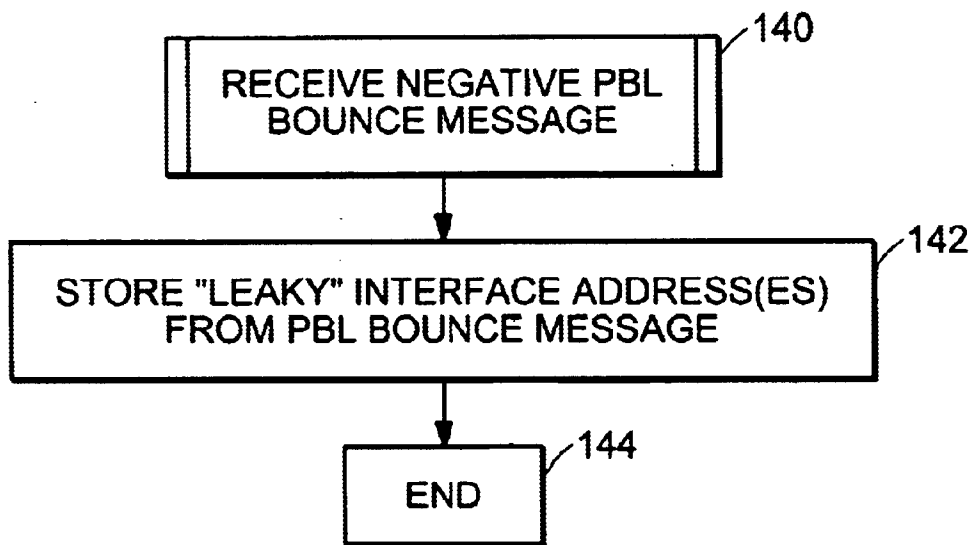 140
RECEIVE NEGATIVE PBL
BOUNCE MESSAGE
142
STORE "LEAKY" INTERFACE ADDRESS(ES)
FROM PBL BOUNCE MESSAGE
144
END